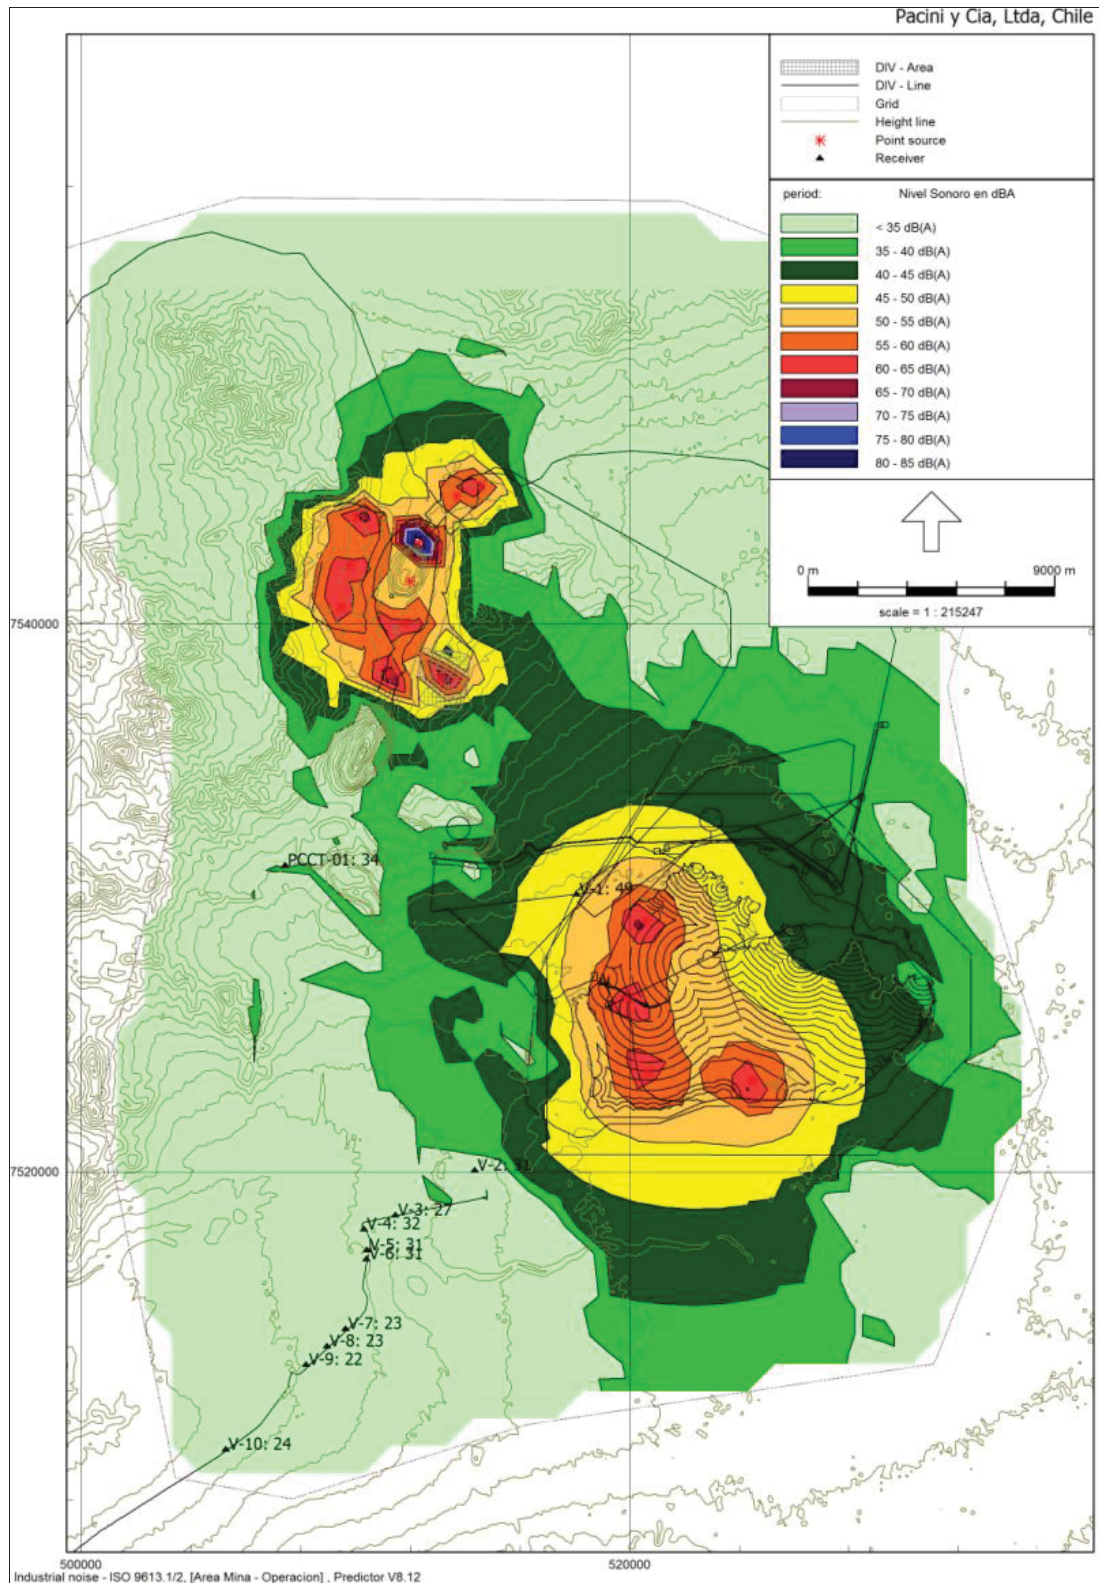 Pacini y Cia, Ltda, Chile
DIV - Area
DIV - Line
Grid
Height line
Point source
Receiver
period: Nivel Sonoro en dBA
< 35 dB(A)
35 - 40 dB(A)
40 - 45 dB(A)
45 - 50 dB(A)
50 - 55 dB(A)
55 - 60 dB(A)
60 - 65 dB(A)
65 - 70 dB(A)
70 - 75 dB(A)
75 - 80 dB(A)
80 - 85 dB(A)
0 m 9000 m
scale = 1 : 215247
7540000
PCCT-01: 34
V-1: 49
7520000
V-2: 31
V-3: 27
V-4: 32
V-5: 31
V-6: 31
V-7: 23
V-8: 23
V-9: 22
V-10: 24
500000 520000
Industrial noise - ISO 9613.1/2, [Area Mina - Operacion] , Predictor V8.12